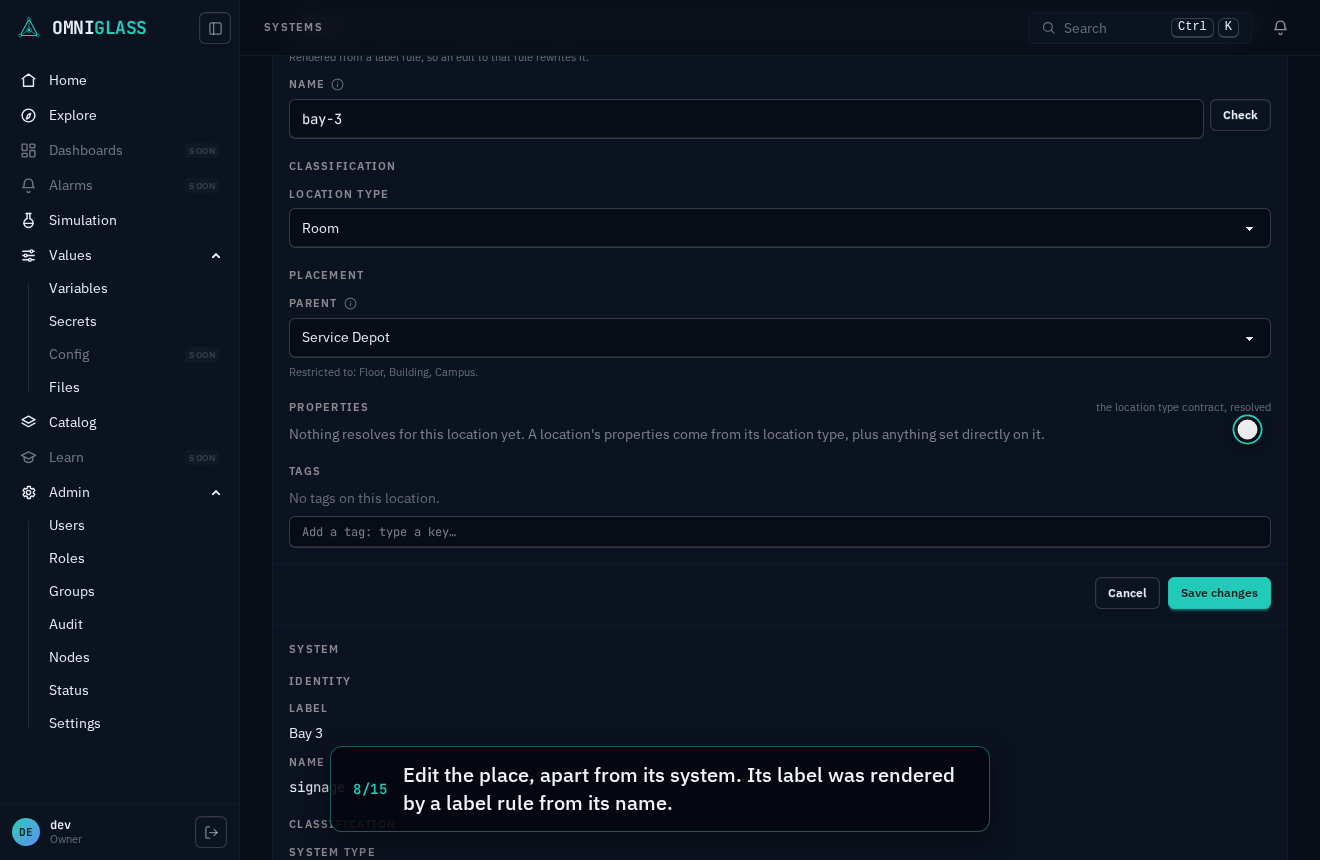 OMNIGLASS
SYSTEMS
Search
Ctrl
K
Home
Explore
Dashboards
SOON
Alarms
SOON
Simulation
Values
Variables
Secrets
Config
SOON
Files
Catalog
Learn
SOON
Admin
Users
Roles
Groups
Audit
Nodes
Status
Settings
DE
dev
Owner
Rendered from a label rule, so an edit to that rule rewrites it.
NAME
bay-3
Check
CLASSIFICATION
LOCATION TYPE
Room
PLACEMENT
PARENT
Service Depot
Restricted to: Floor, Building, Campus.
PROPERTIES
the location type contract, resolved
Nothing resolves for this location yet. A location's properties come from its location type, plus anything set directly on it.
TAGS
No tags on this location.
Add a tag: type a key…
Cancel
Save changes
SYSTEM
IDENTITY
LABEL
Bay 3
NAME
signage
8/15
Edit the place, apart from its system. Its label was rendered
by a label rule from its name.
CLASSIFICATION
SYSTEM TYPE